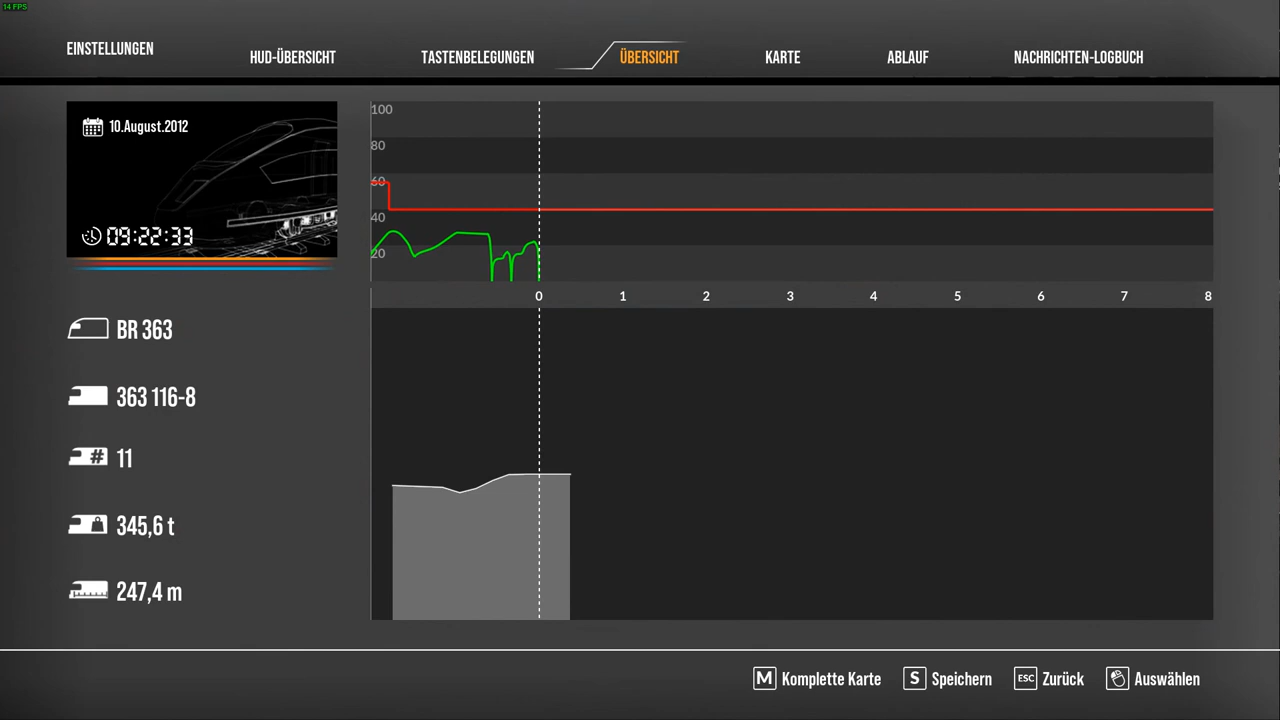 14 FPS
EINSTELLUNGEN
HUD-ÜBERSICHT
TASTENBELEGUNGEN
ÜBERSICHT
KARTE
ABLAUF
NACHRICHTEN-LOGBUCH
10.August.2012
09:22:33
BR 363
363 116-8
# 11
345,6 t
247,4 m
100
80
60
40
20
0 1 2 3 4 5 6 7 8
M Komplette Karte
S Speichern
ESC Zurück
Auswählen